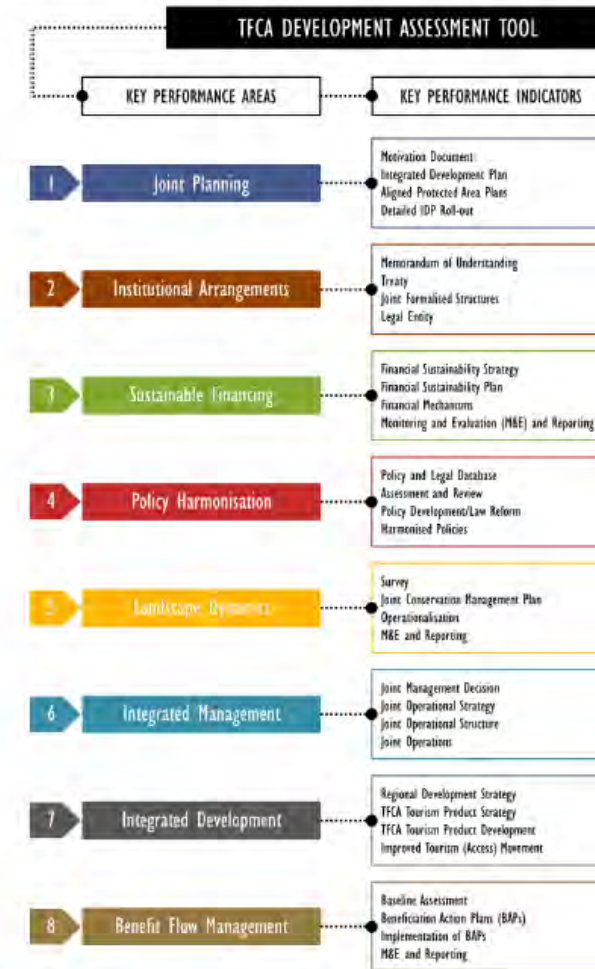 TFCA DEVELOPMENT ASSESSMENT TOOL
KEY PERFORMANCE AREAS
KEY PERFORMANCE INDICATORS
1
Joint Planning
Motivation Document
Integrated Development Plan
Aligned Protected Area Plans
Detailed IDP Roll-out
2
Institutional Arrangements
Memorandum of Understanding
Treaty
Joint Formalised Structures
Legal Entity
3
Sustainable Financing
Financial Sustainability Strategy
Financial Sustainability Plan
Financial Mechanisms
Monitoring and Evaluation (M&E) and Reporting
4
Policy Harmonisation
Policy and Legal Database
Assessment and Review
Policy Development/Law Reform
Harmonised Policies
5
Landscape Dynamics
Survey
Joint Conservation Management Plan
Operationalisation
M&E and Reporting
6
Integrated Management
Joint Management Decision
Joint Operational Strategy
Joint Operational Structure
Joint Operations
7
Integrated Development
Regional Development Strategy
TFCA Tourism Product Strategy
TFCA Tourism Product Development
Improved Tourism (Access) Movement
8
Benefit Flow Management
Baseline Assessment
Beneficiation Action Plans (BAPs)
Implementation of BAPs
M&E and Reporting